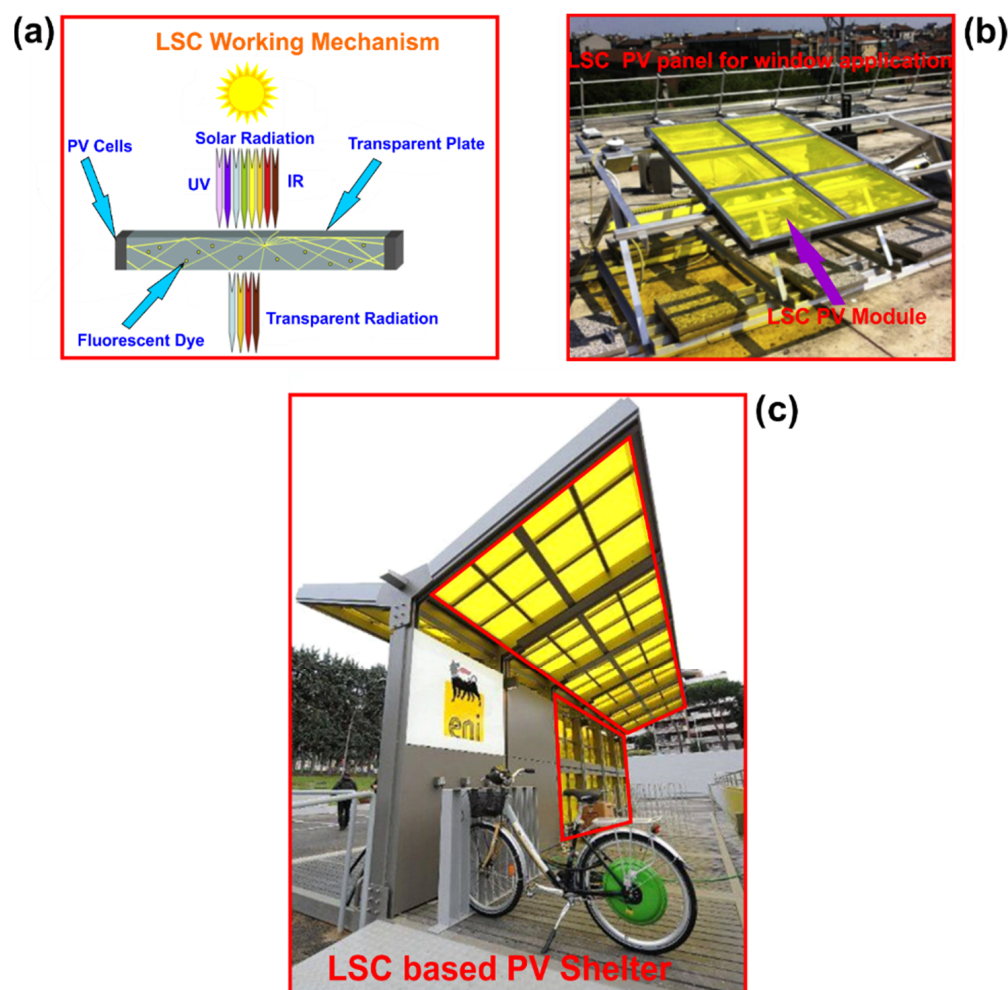 (a)
LSC Working Mechanism
PV Cells
Solar Radiation
Transparent Plate
UV
IR
Transparent Radiation
Fluorescent Dye
(b)
LSC PV panel for window application
LSC PV Module
(c)
eni
LSC based PV Shelter